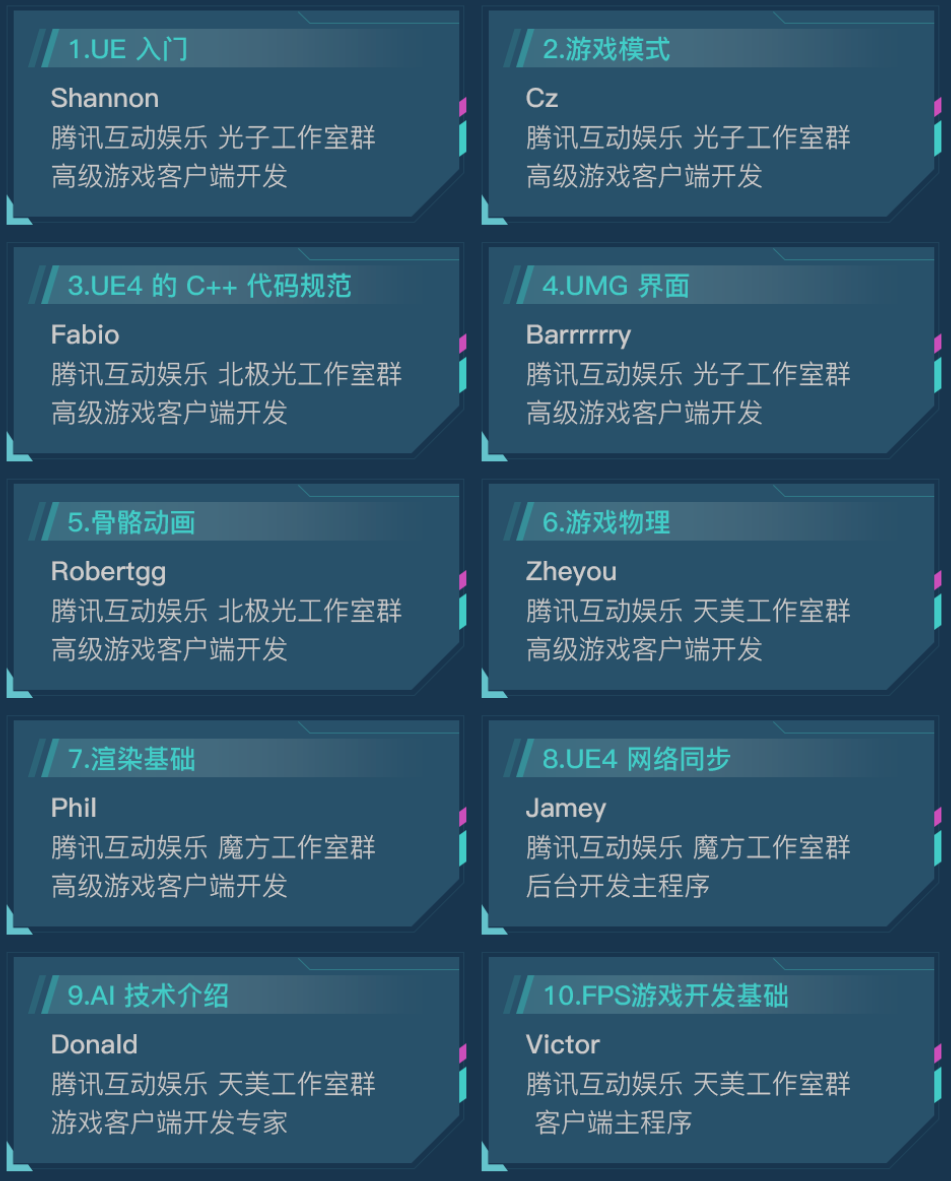 1.UE 入门
Shannon
腾讯互动娱乐 光子工作室群
高级游戏客户端开发
2.游戏模式
Cz
腾讯互动娱乐 光子工作室群
高级游戏客户端开发
3.UE4 的 C++ 代码规范
Fabio
腾讯互动娱乐 北极光工作室群
高级游戏客户端开发
4.UMG 界面
Barrrrrry
腾讯互动娱乐 光子工作室群
高级游戏客户端开发
5.骨骼动画
Robertgg
腾讯互动娱乐 北极光工作室群
高级游戏客户端开发
6.游戏物理
Zheyou
腾讯互动娱乐 天美工作室群
高级游戏客户端开发
7.渲染基础
Phil
腾讯互动娱乐 魔方工作室群
高级游戏客户端开发
8.UE4 网络同步
Jamey
腾讯互动娱乐 魔方工作室群
后台开发主程序
9.AI 技术介绍
Donald
腾讯互动娱乐 天美工作室群
游戏客户端开发专家
10.FPS游戏开发基础
Victor
腾讯互动娱乐 天美工作室群
客户端主程序